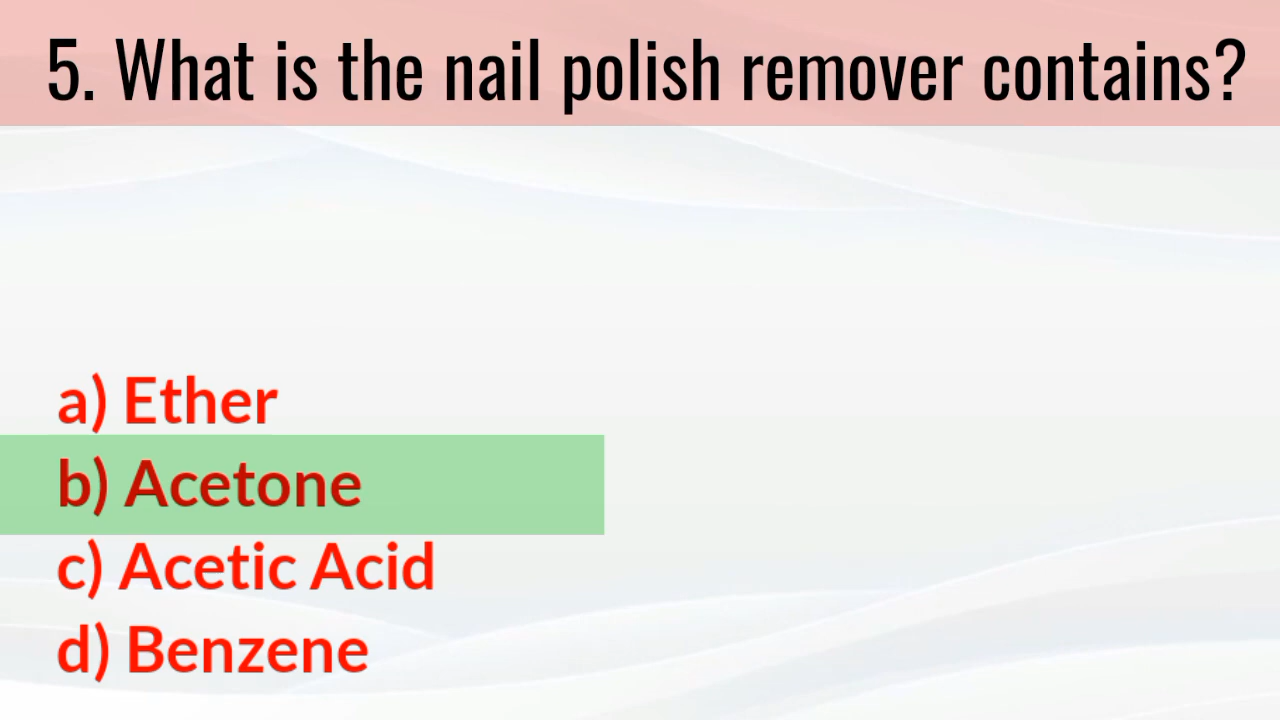 5. What is the nail polish remover contains?
a) Ether
b) Acetone
c) Acetic Acid
d) Benzene